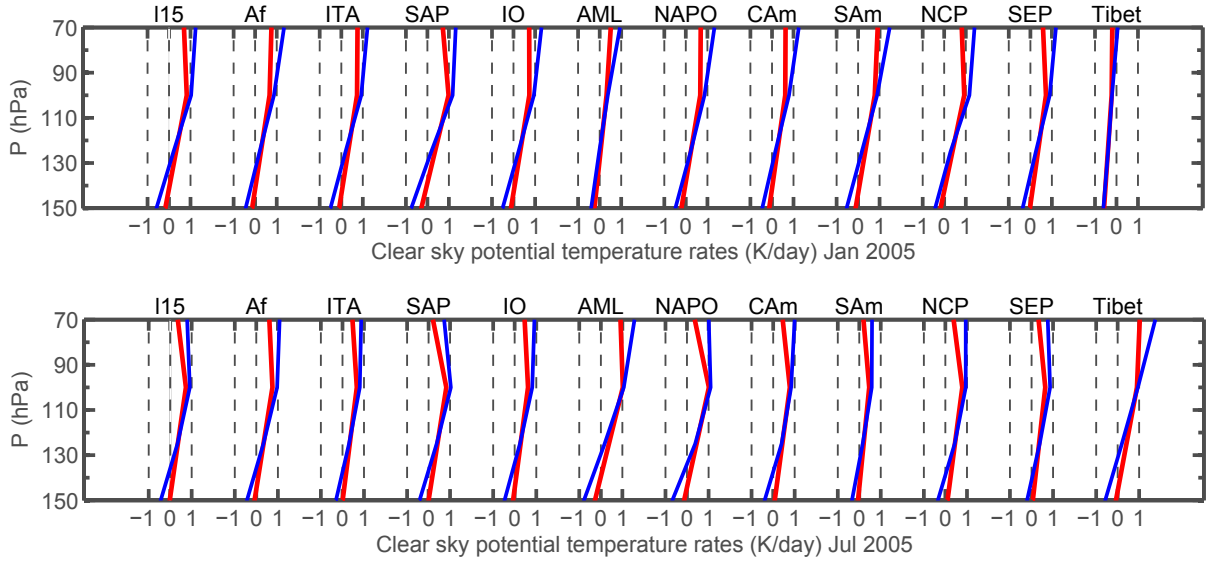 I15 Af ITA SAP IO AML NAPO CAm SAm NCP SEP Tibet
70
90
110
130
150
P (hPa)
−1 0 1 −1 0 1 −1 0 1 −1 0 1 −1 0 1 −1 0 1 −1 0 1 −1 0 1 −1 0 1 −1 0 1 −1 0 1 −1 0 1
Clear sky potential temperature rates (K/day) Jan 2005
I15 Af ITA SAP IO AML NAPO CAm SAm NCP SEP Tibet
70
90
110
130
150
P (hPa)
−1 0 1 −1 0 1 −1 0 1 −1 0 1 −1 0 1 −1 0 1 −1 0 1 −1 0 1 −1 0 1 −1 0 1 −1 0 1 −1 0 1
Clear sky potential temperature rates (K/day) Jul 2005